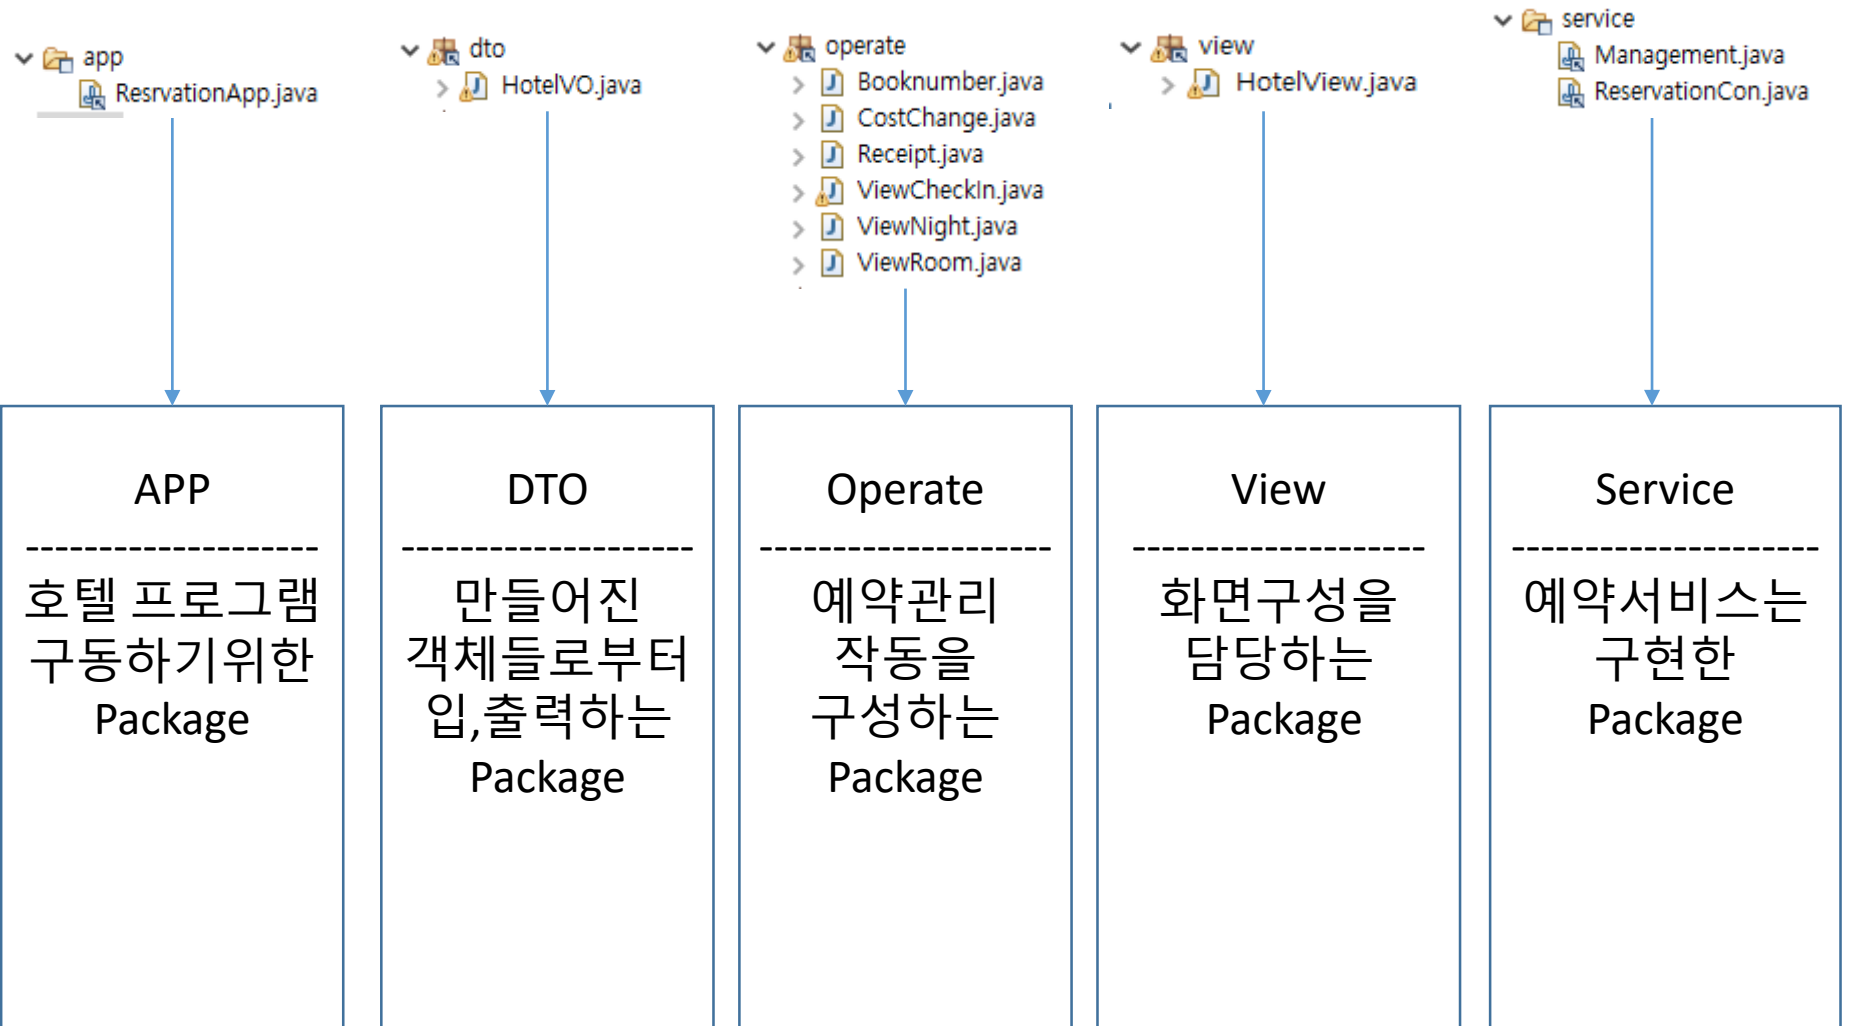 app
ResrvationApp.java
dto
HotelVO.java
operate
Booknumber.java
CostChange.java
Receipt.java
ViewCheckIn.java
ViewNight.java
ViewRoom.java
view
HotelView.java
service
Management.java
ReservationCon.java
APP
--------------------
호텔 프로그램
구동하기위한
Package
DTO
--------------------
만들어진
객체들로부터
입,출력하는
Package
Operate
--------------------
예약관리
작동을
구성하는
Package
View
--------------------
화면구성을
담당하는
Package
Service
---------------------
예약서비스는
구현한
Package